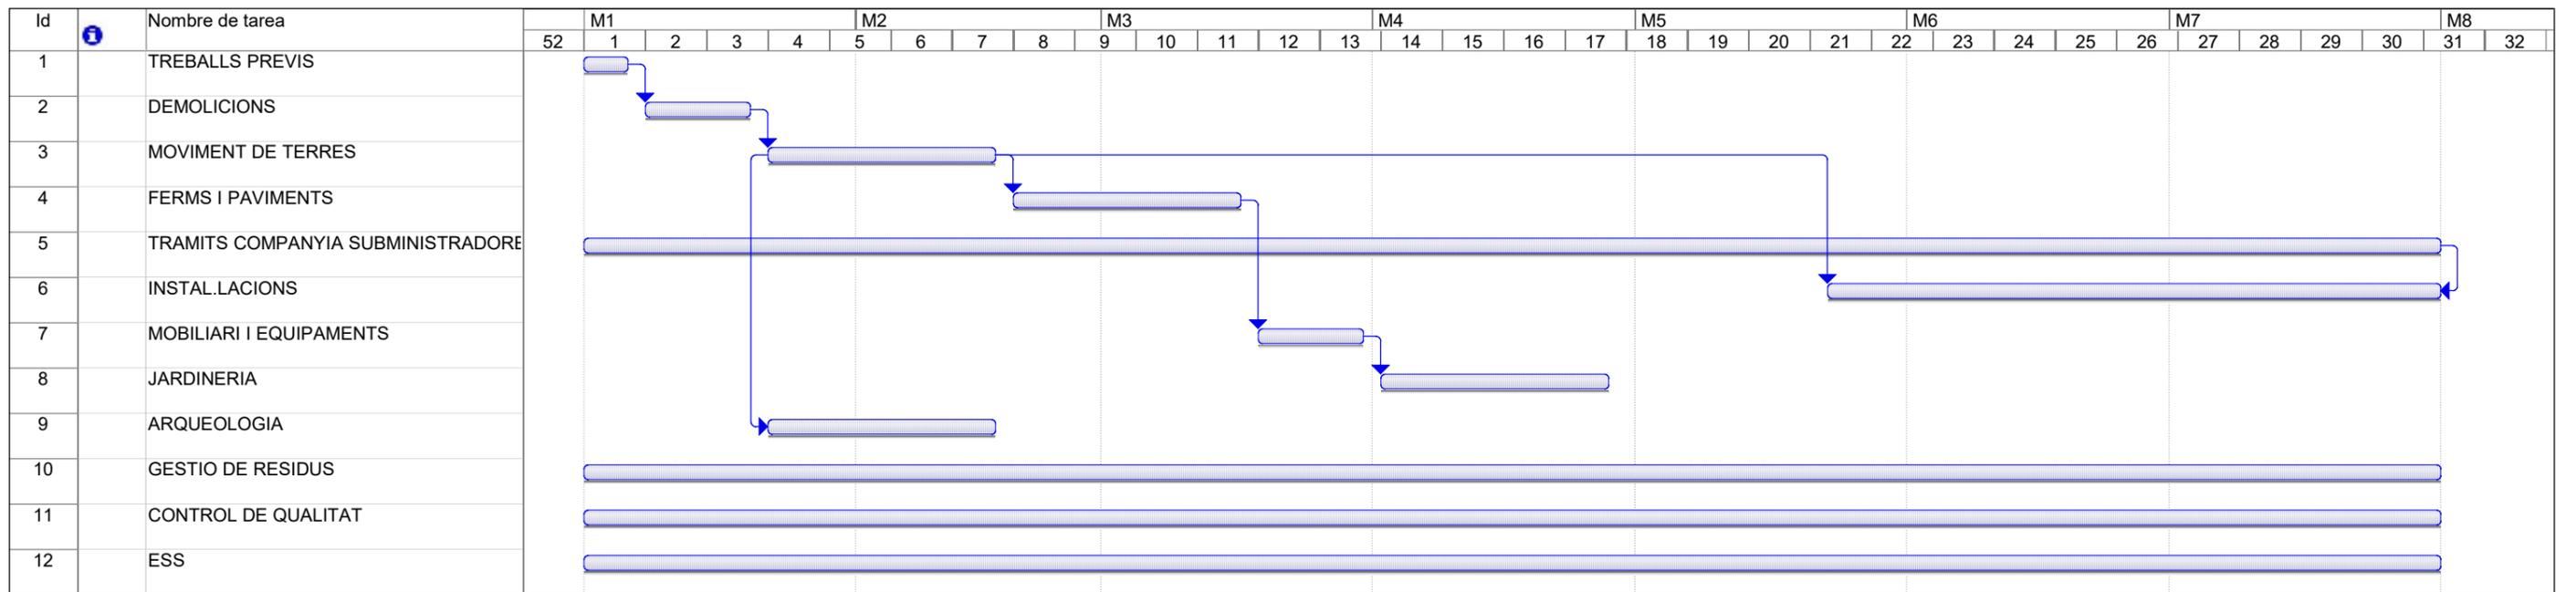 Id Nombre de tarea M1 M2 M3 M4 M5 M6 M7 M8
52 1 2 3 4 5 6 7 8 9 10 11 12 13 14 15 16 17 18 19 20 21 22 23 24 25 26 27 28 29 30 31 32
1 TREBALLS PREVIS
2 DEMOLICIONS
3 MOVIMENT DE TERRES
4 FERMS I PAVIMENTS
5 TRAMITS COMPANYIA SUBMINISTRADORE
6 INSTAL.LACIONS
7 MOBILIARI I EQUIPAMENTS
8 JARDINERIA
9 ARQUEOLOGIA
10 GESTIO DE RESIDUS
11 CONTROL DE QUALITAT
12 ESS